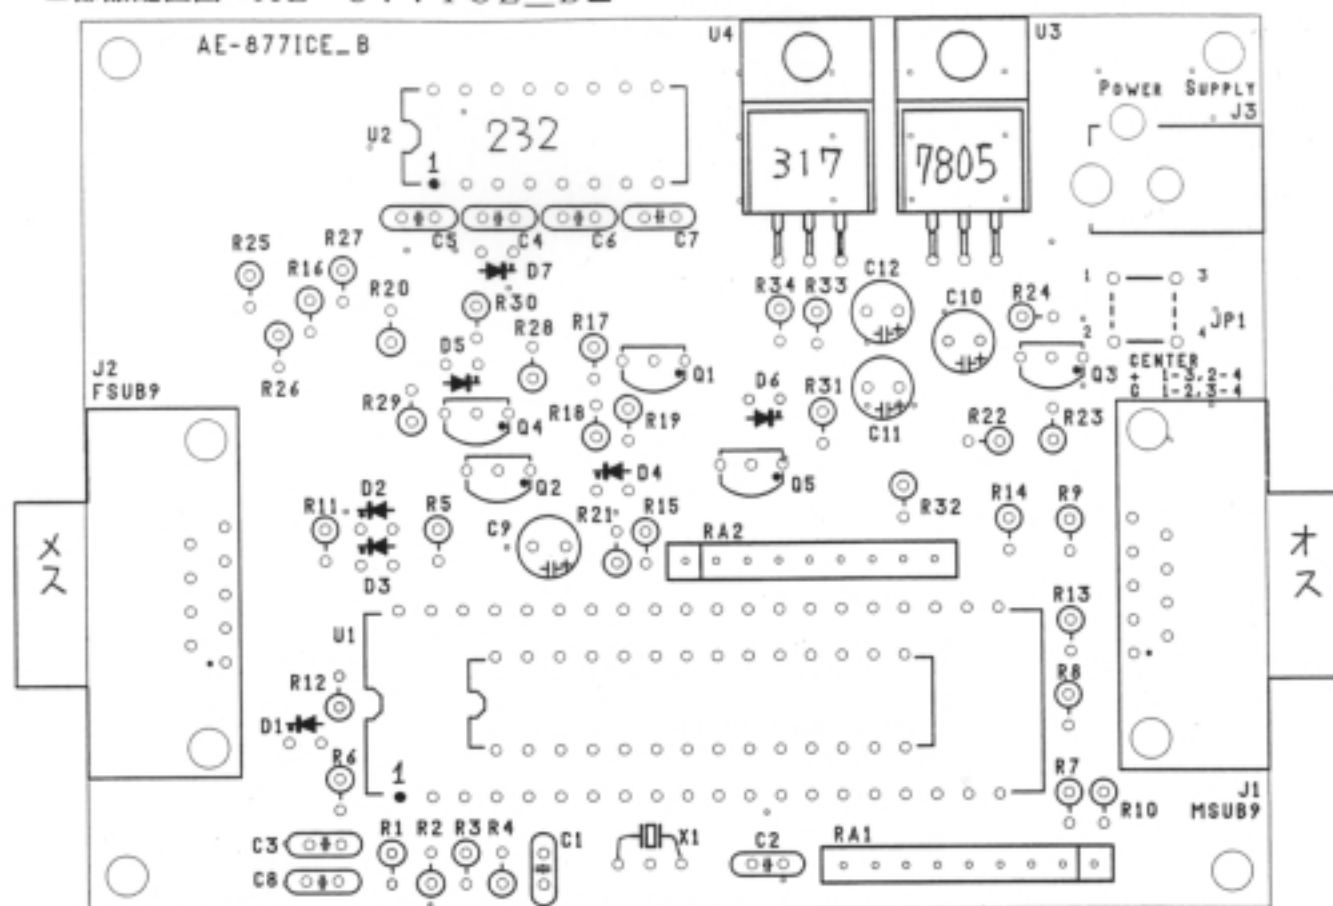 AE-877ICE_B
U4
U3
POWER SUPPLY
J3
U2
232
1
317
7805
C5
C4
C6
C7
R25
R27
R16
R20
D7
R30
R28
R17
D5
R26
R29
Q4
R18
R19
Q1
R34
R33
C12
C10
R24
1
3
2
4
JP1
CENTER
+ 1-3,2-4
G 1-2,3-4
Q3
D6
R31
C11
R22
R23
J2
FSUB9
メス
Q2
D4
Q5
R32
R11
D2
R5
C9
R21
R15
RA2
R14
R9
D3
オス
U1
R13
R12
R8
D1
R6
1
R7
R10
J1
MSUB9
C3
R1
R2
R3
R4
C1
X1
C2
RA1
C8